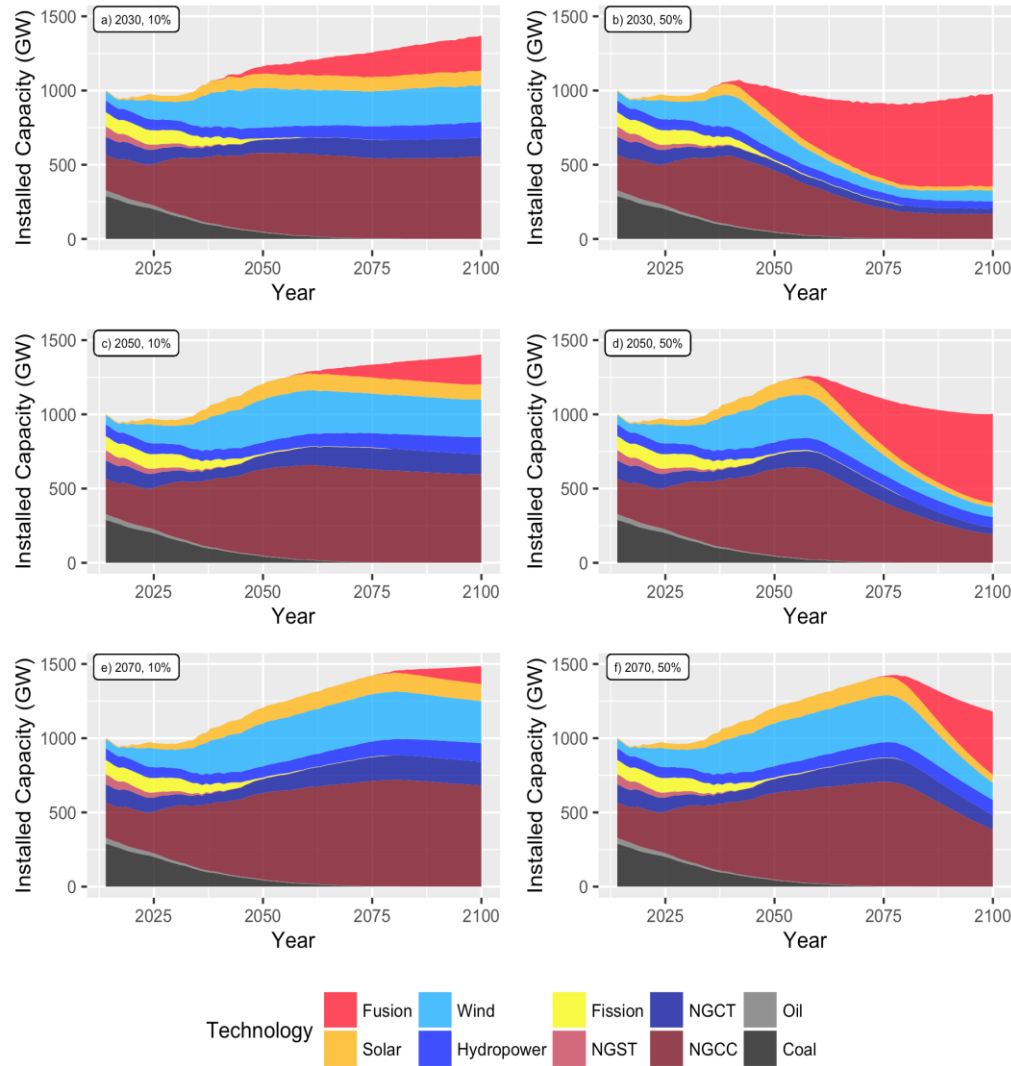 a) 2030, 10%
Installed Capacity (GW)
1500
1000
500
0
2025 2050 2075 2100
Year
b) 2030, 50%
Installed Capacity (GW)
1500
1000
500
0
2025 2050 2075 2100
Year
c) 2050, 10%
Installed Capacity (GW)
1500
1000
500
0
2025 2050 2075 2100
Year
d) 2050, 50%
Installed Capacity (GW)
1500
1000
500
0
2025 2050 2075 2100
Year
e) 2070, 10%
Installed Capacity (GW)
1500
1000
500
0
2025 2050 2075 2100
Year
f) 2070, 50%
Installed Capacity (GW)
1500
1000
500
0
2025 2050 2075 2100
Year
Technology
Fusion Wind Fission NGCT Oil
Solar Hydropower NGST NGCC Coal